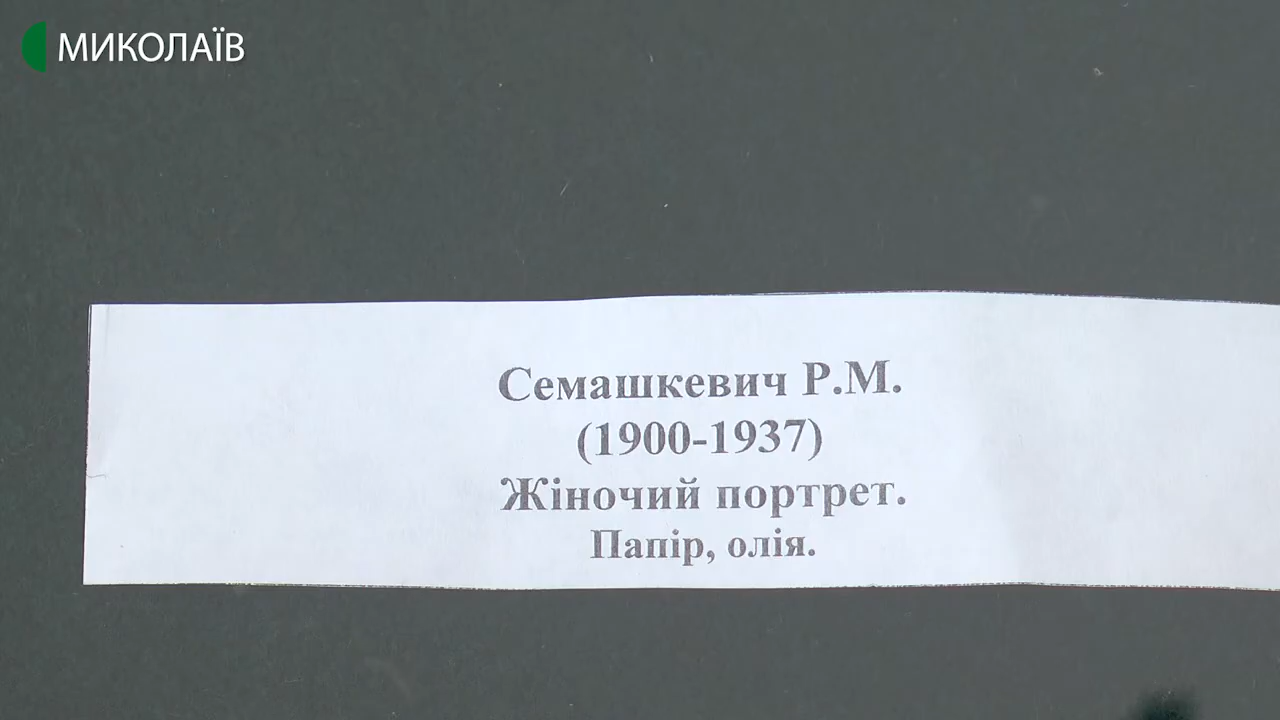 МИКОЛАЇВ
Семашкевич Р.М.
(1900-1937)
Жіночий портрет.
Папір, олія.